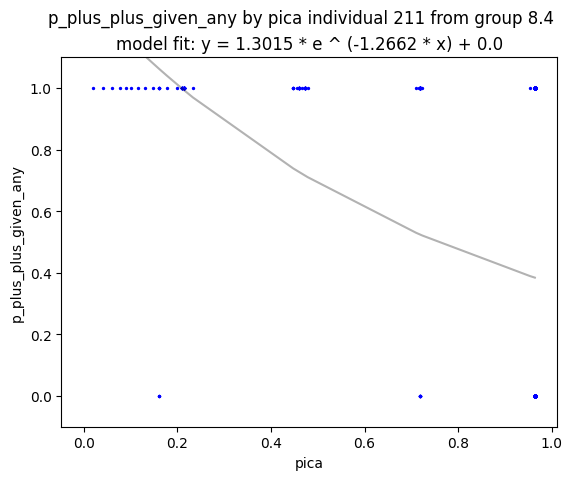 p_plus_plus_given_any by pica individual 211 from group 8.4
model fit: y = 1.3015 * e ^ (-1.2662 * x) + 0.0
1.0
0.8
0.6
0.4
0.2
0.0
p_plus_plus_given_any
0.0 0.2 0.4 0.6 0.8 1.0
pica